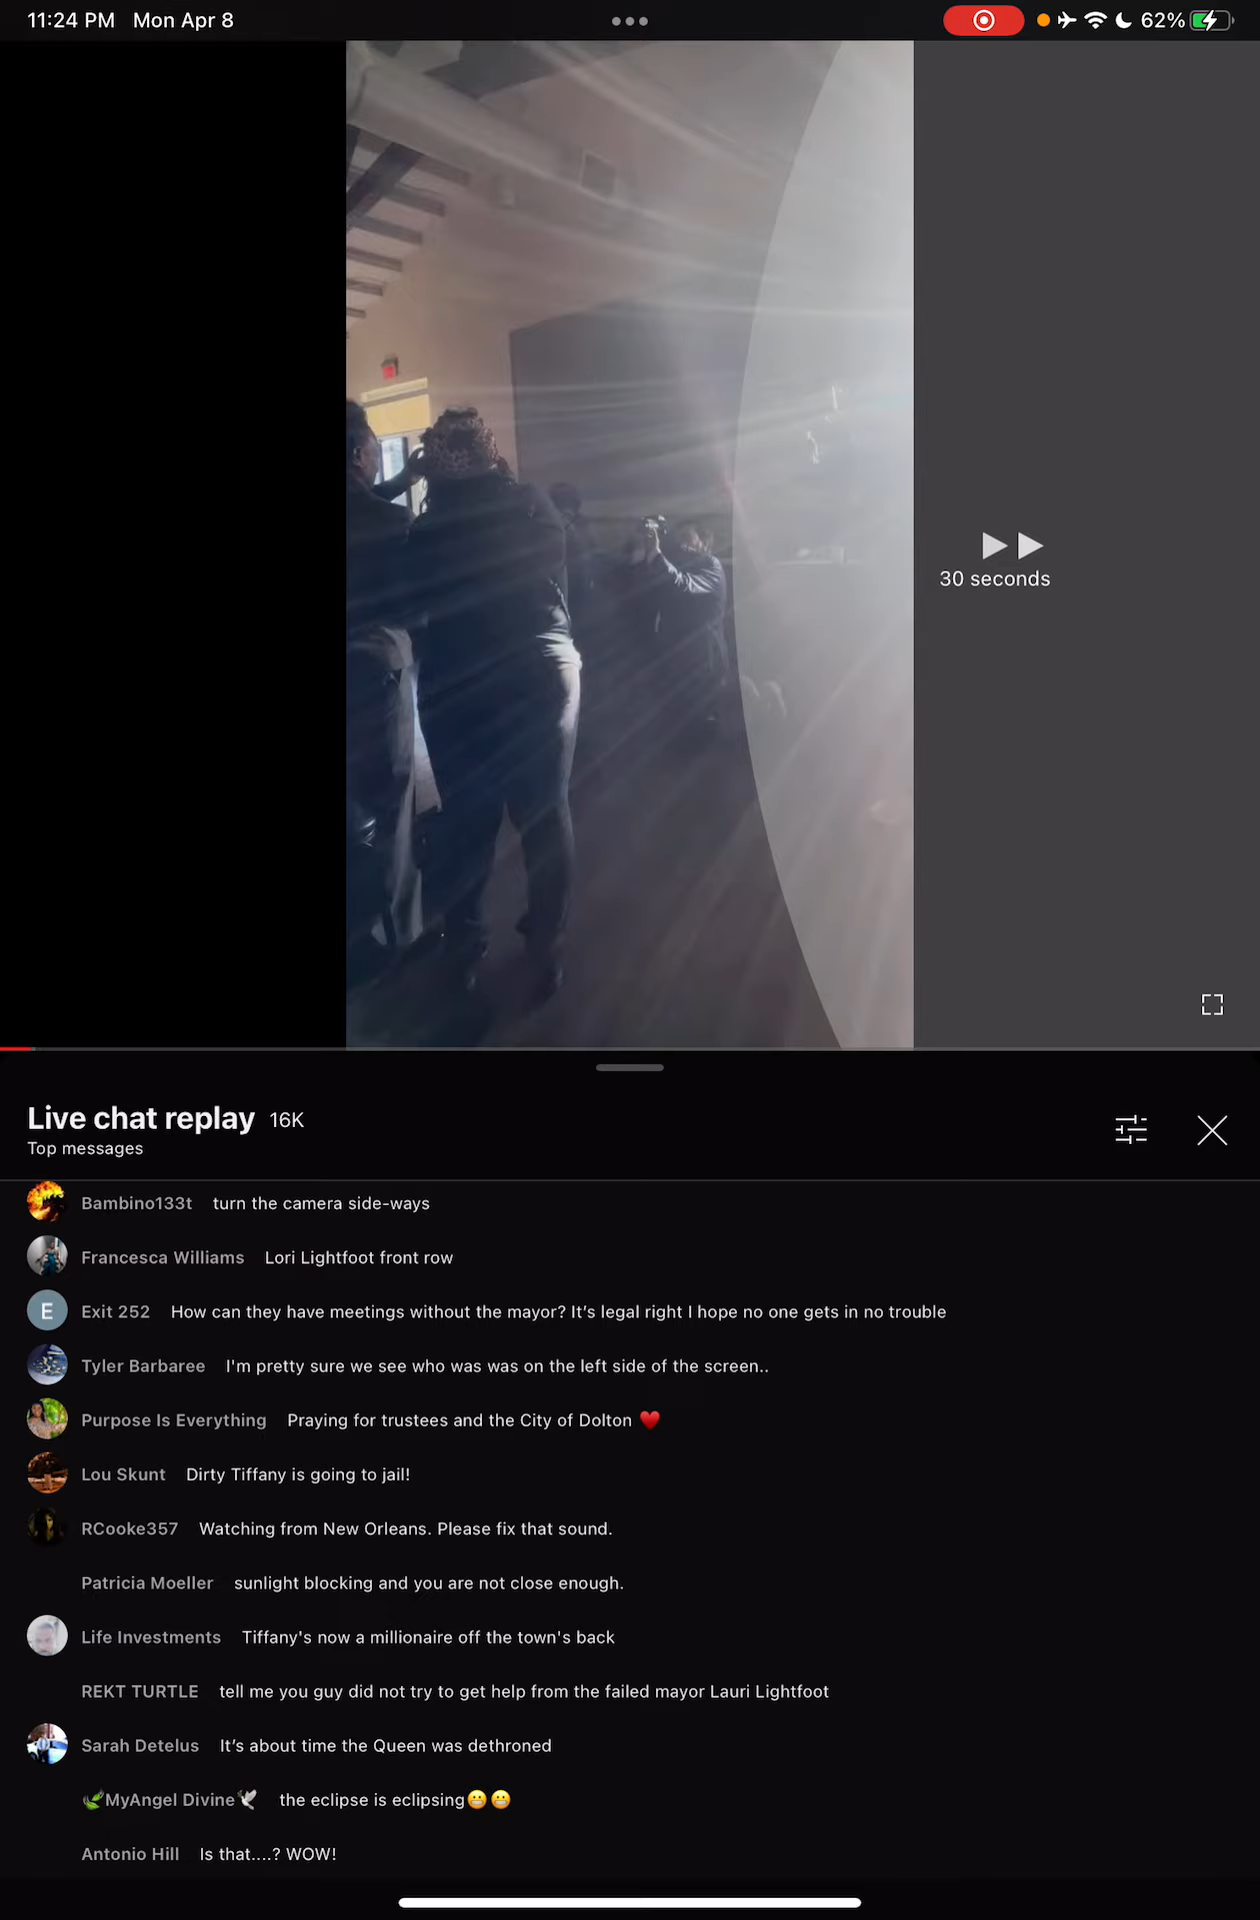 11:24 PM Mon Apr 8
62%
30 seconds
Live chat replay 16K
Top messages
Bambino133t turn the camera side-ways
Francesca Williams Lori Lightfoot front row
E Exit 252 How can they have meetings without the mayor? It’s legal right I hope no one gets in no trouble
Tyler Barbaree I'm pretty sure we see who was was on the left side of the screen..
Purpose Is Everything Praying for trustees and the City of Dolton ❤️
Lou Skunt Dirty Tiffany is going to jail!
RCooke357 Watching from New Orleans. Please fix that sound.
Patricia Moeller sunlight blocking and you are not close enough.
Life Investments Tiffany's now a millionaire off the town's back
REKT TURTLE tell me you guy did not try to get help from the failed mayor Lauri Lightfoot
Sarah Detelus It’s about time the Queen was dethroned
🌿MyAngel Divine🕊 the eclipse is eclipsing😬😬
Antonio Hill Is that....? WOW!